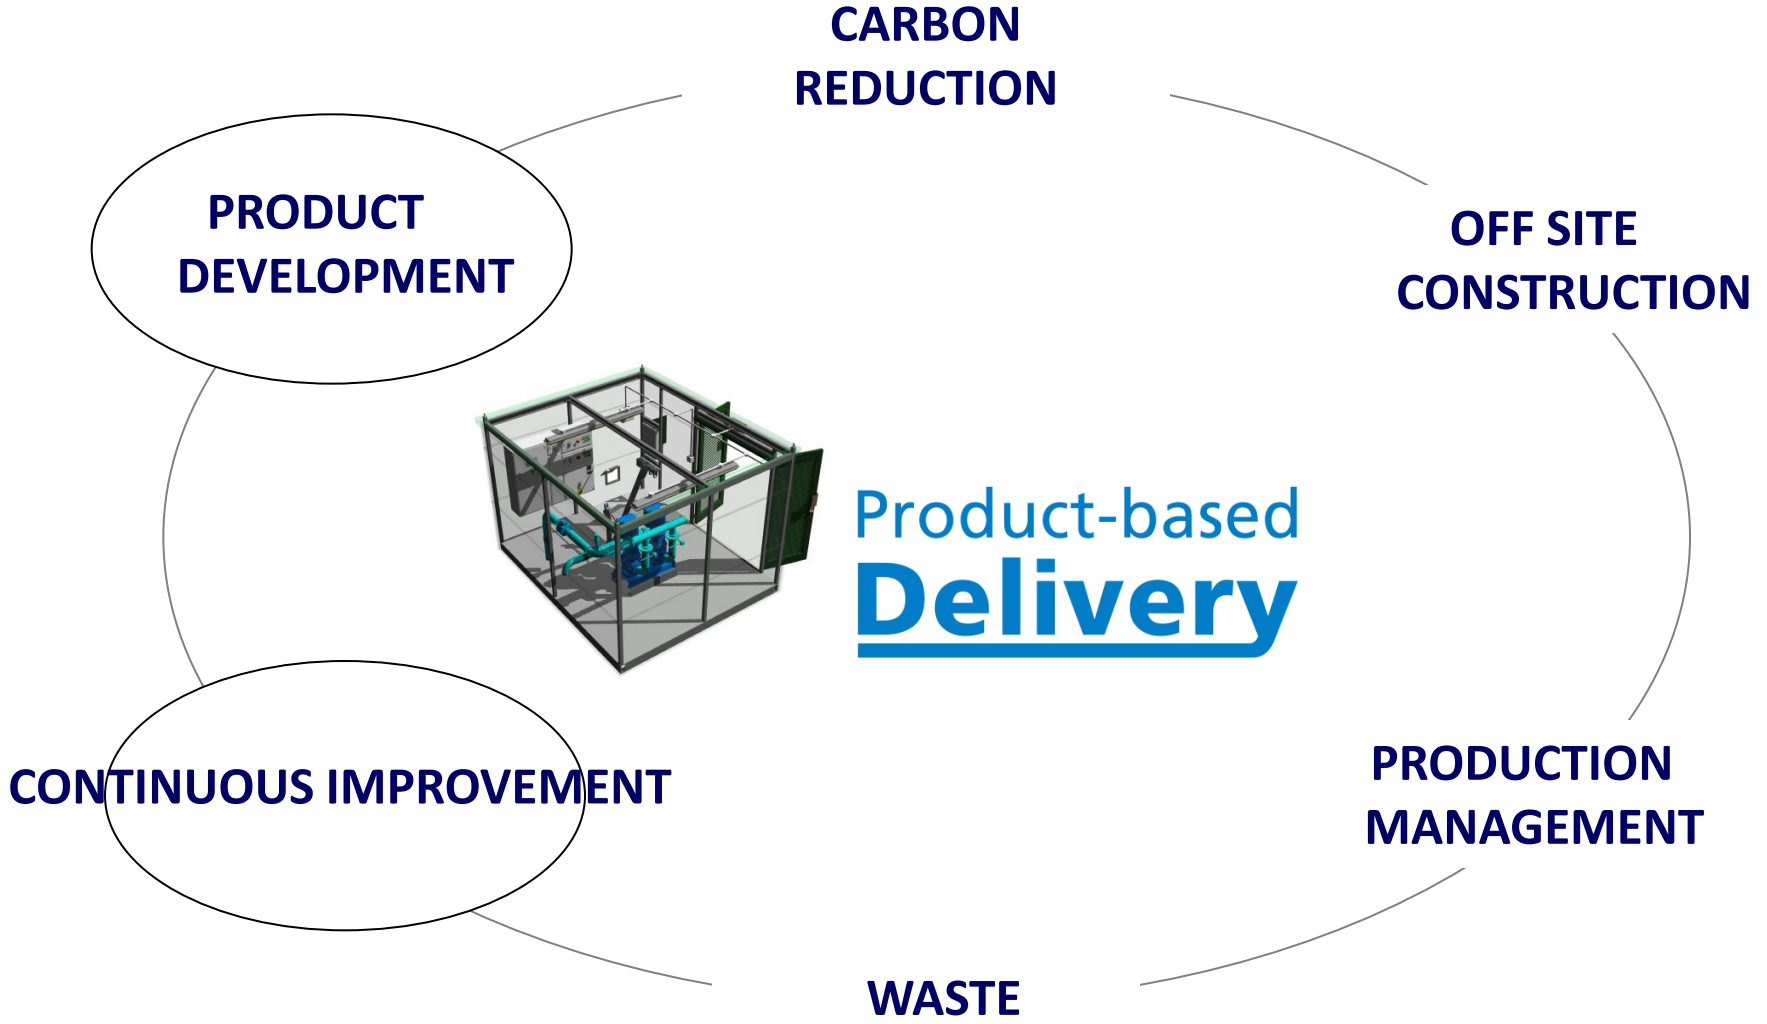 CARBON
REDUCTION
PRODUCT
DEVELOPMENT
OFF SITE
CONSTRUCTION
Product-based
Delivery
CONTINUOUS IMPROVEMENT
PRODUCTION
MANAGEMENT
WASTE